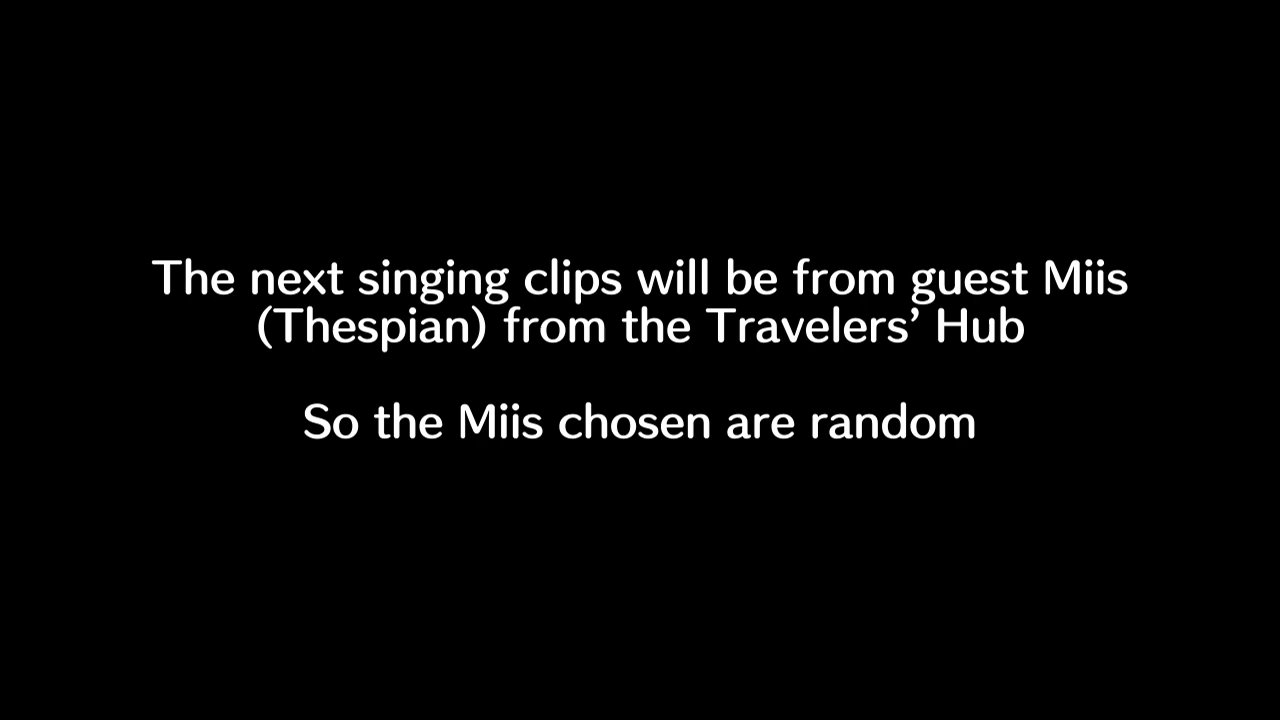 The next singing clips will be from guest Miis
(Thespian) from the Travelers’ Hub
So the Miis chosen are random